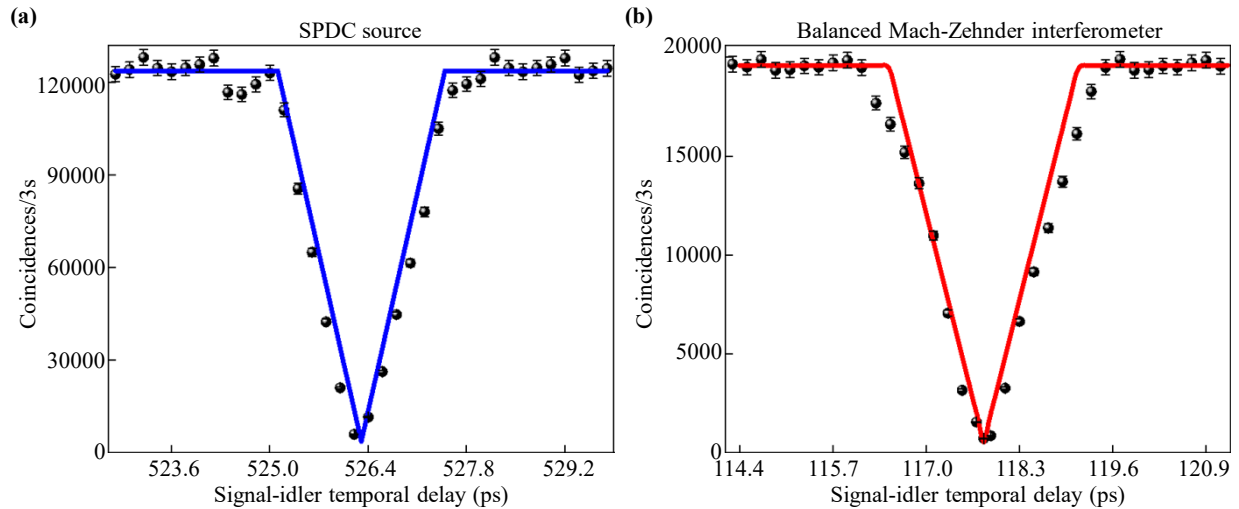 (a)
SPDC source
Coincidences/3s
120000
90000
60000
30000
0
523.6 525.0 526.4 527.8 529.2
Signal-idler temporal delay (ps)
(b)
Balanced Mach-Zehnder interferometer
Coincidences/3s
20000
15000
10000
5000
0
114.4 115.7 117.0 118.3 119.6 120.9
Signal-idler temporal delay (ps)